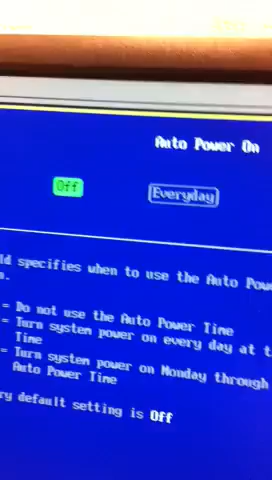 Auto Power On
Off Everyday
ld specifies when to use the Auto Powe
n.
= Do not use the Auto Power Time
= Turn system power on every day at t
Time
= Turn system power on Monday through
Auto Power Time
ry default setting is Off